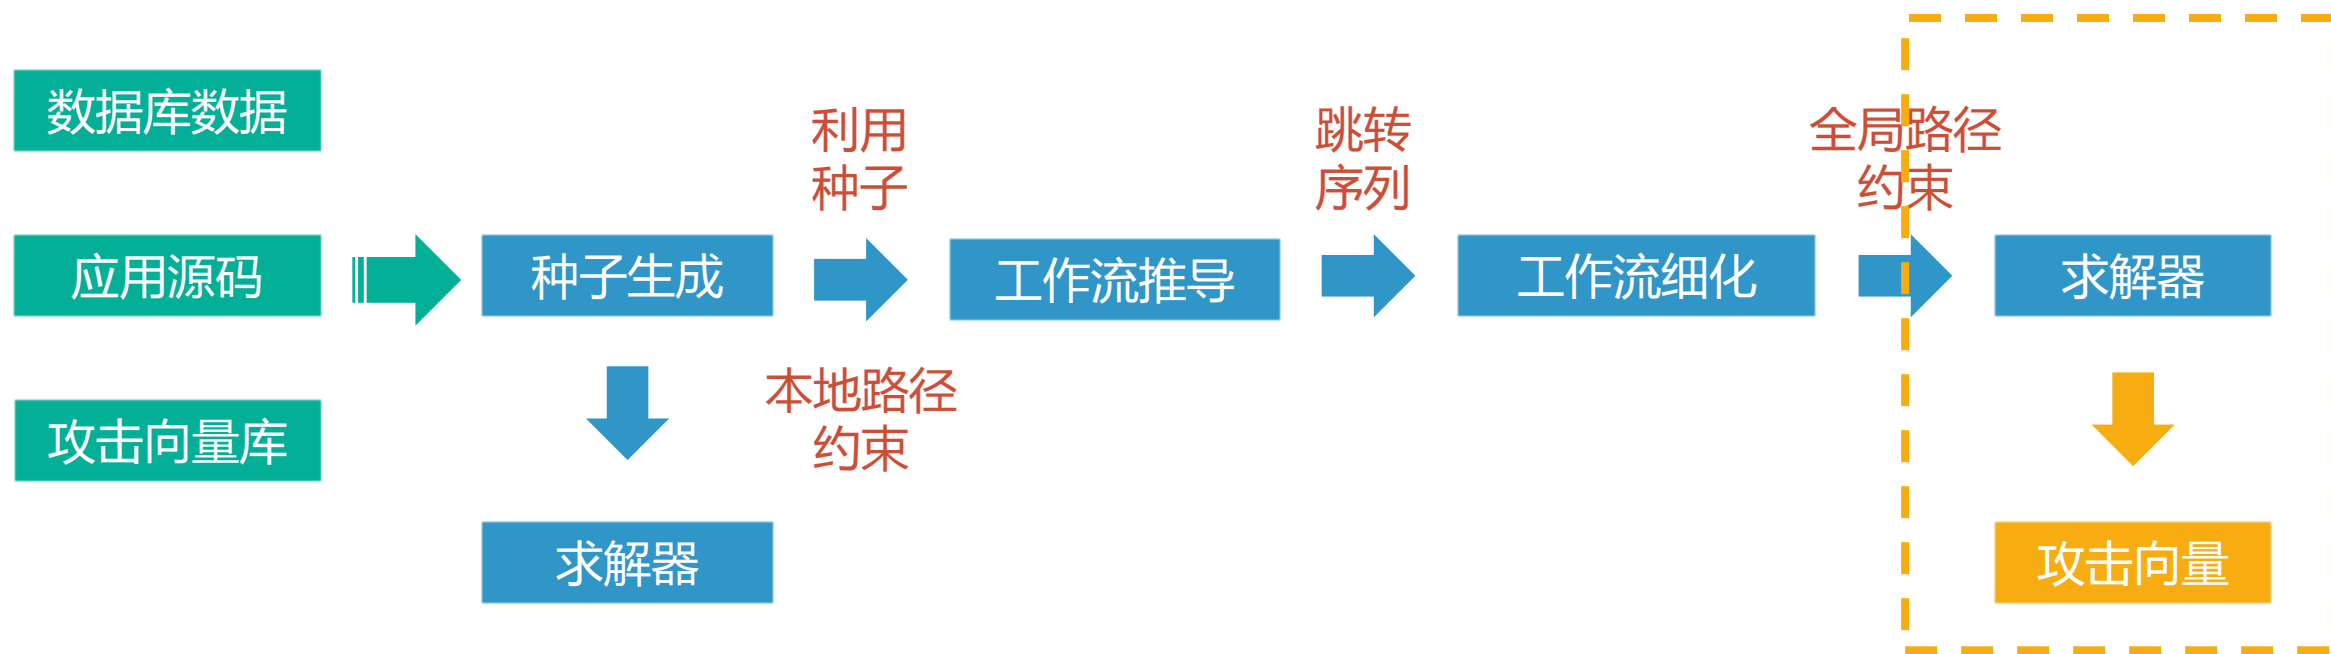 数据库数据
应用源码
攻击向量库
种子生成
利用
种子
工作流推导
跳转
序列
工作流细化
全局路径
约束
求解器
本地路径
约束
求解器
攻击向量